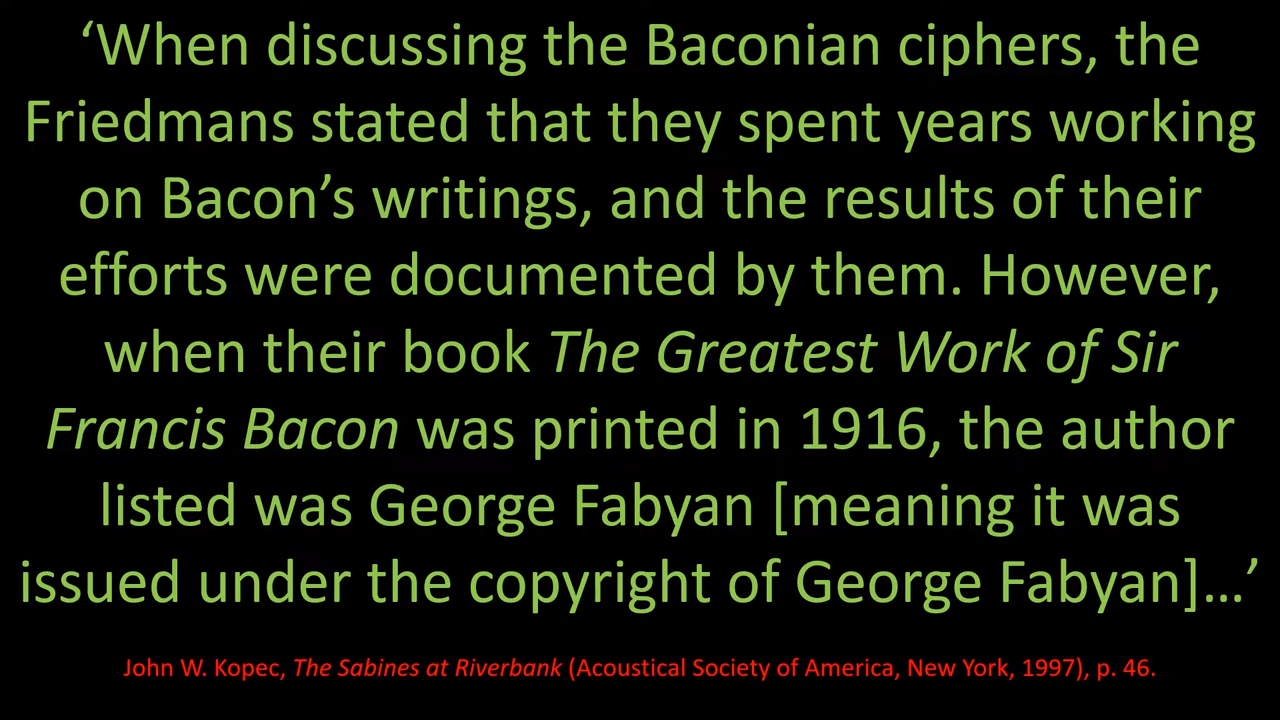 ‘When discussing the Baconian ciphers, the
Friedmans stated that they spent years working
on Bacon’s writings, and the results of their
efforts were documented by them. However,
when their book The Greatest Work of Sir
Francis Bacon was printed in 1916, the author
listed was George Fabyan [meaning it was
issued under the copyright of George Fabyan]…’
John W. Kopec, The Sabines at Riverbank (Acoustical Society of America, New York, 1997), p. 46.